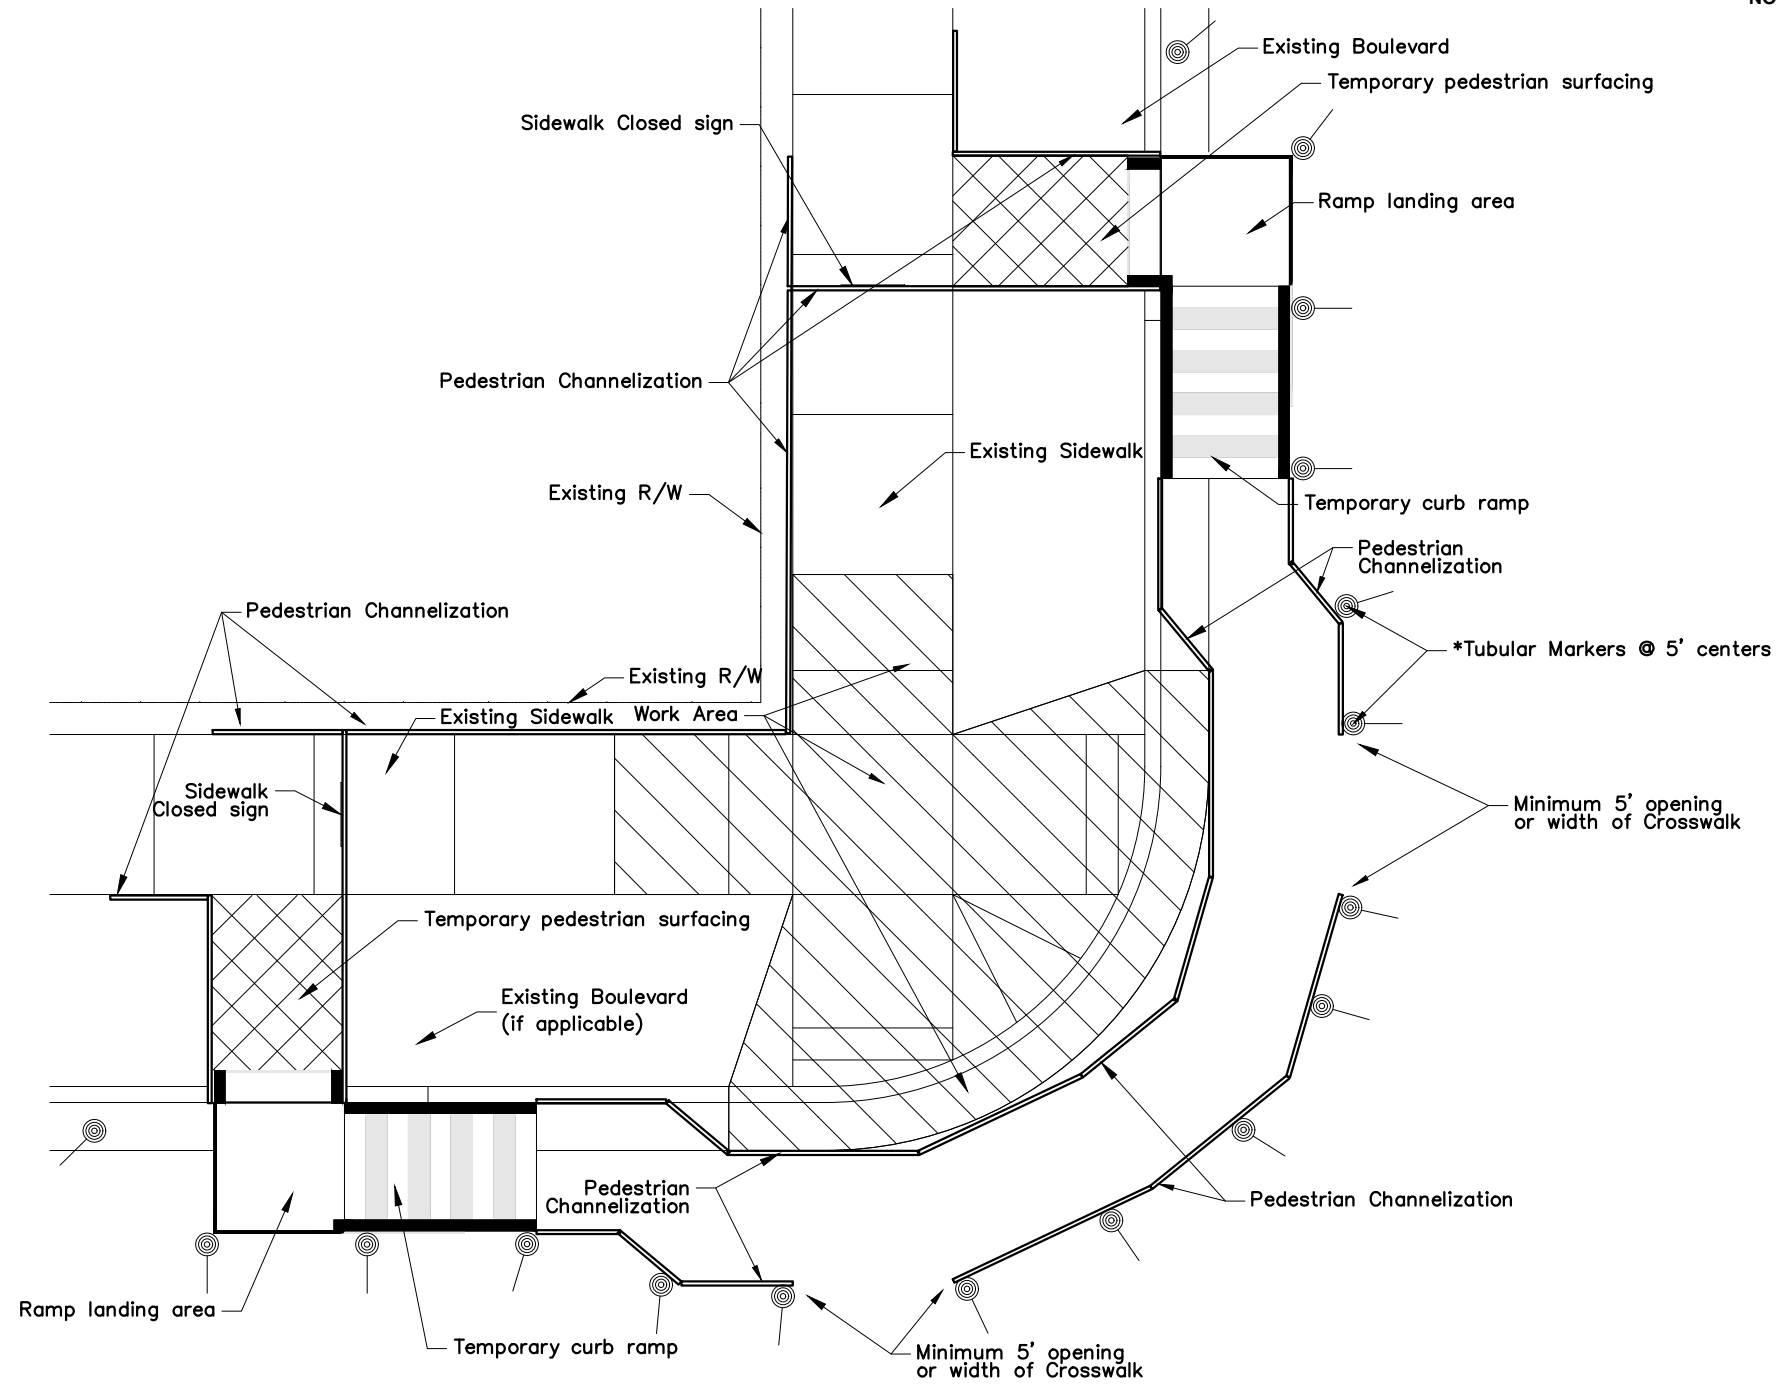 NO
Existing Boulevard
Temporary pedestrian surfacing
Sidewalk Closed sign
Ramp landing area
Pedestrian Channelization
Existing Sidewalk
Existing R/W
Temporary curb ramp
Pedestrian
Channelization
Pedestrian Channelization
*Tubular Markers @ 5' centers
Existing R/W
Existing Sidewalk
Work Area
Sidewalk
Closed sign
Minimum 5' opening
or width of Crosswalk
Temporary pedestrian surfacing
Existing Boulevard
(if applicable)
Pedestrian
Channelization
Pedestrian Channelization
Ramp landing area
Temporary curb ramp
Minimum 5' opening
or width of Crosswalk